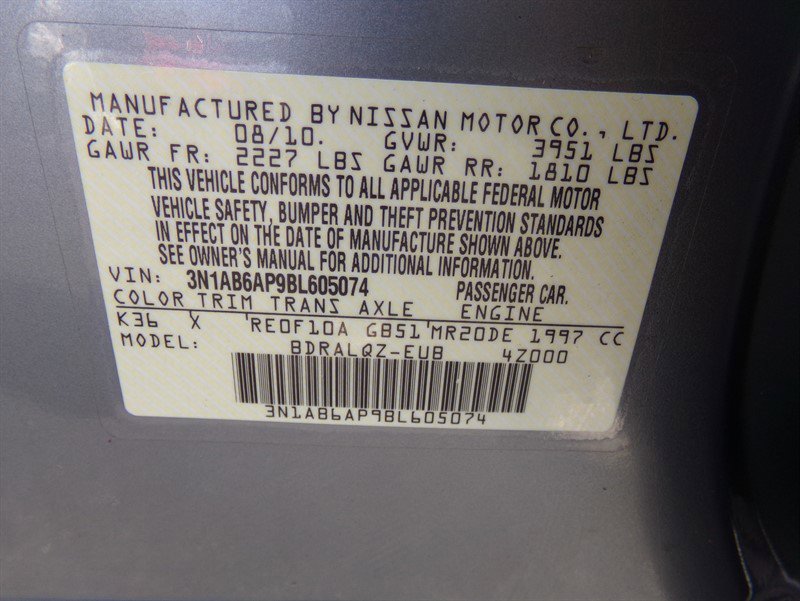 MANUFACTURED BY NISSAN MOTOR CO., LTD.
DATE: 08/10. GVWR: 3951 LBS
GAWR FR: 2227 LBS GAWR RR: 1810 LBS
THIS VEHICLE CONFORMS TO ALL APPLICABLE FEDERAL MOTOR
VEHICLE SAFETY, BUMPER AND THEFT PREVENTION STANDARDS
IN EFFECT ON THE DATE OF MANUFACTURE SHOWN ABOVE.
SEE OWNER'S MANUAL FOR ADDITIONAL INFORMATION.
VIN: 3N1AB6AP9BL605074 PASSENGER CAR.
COLOR TRIM TRANS AXLE ENGINE
K36 X RE0F10A GB51 MR20DE 1997 CC
MODEL: BDRALQZ-EUB 4Z000
3N1AB6AP9BL605074